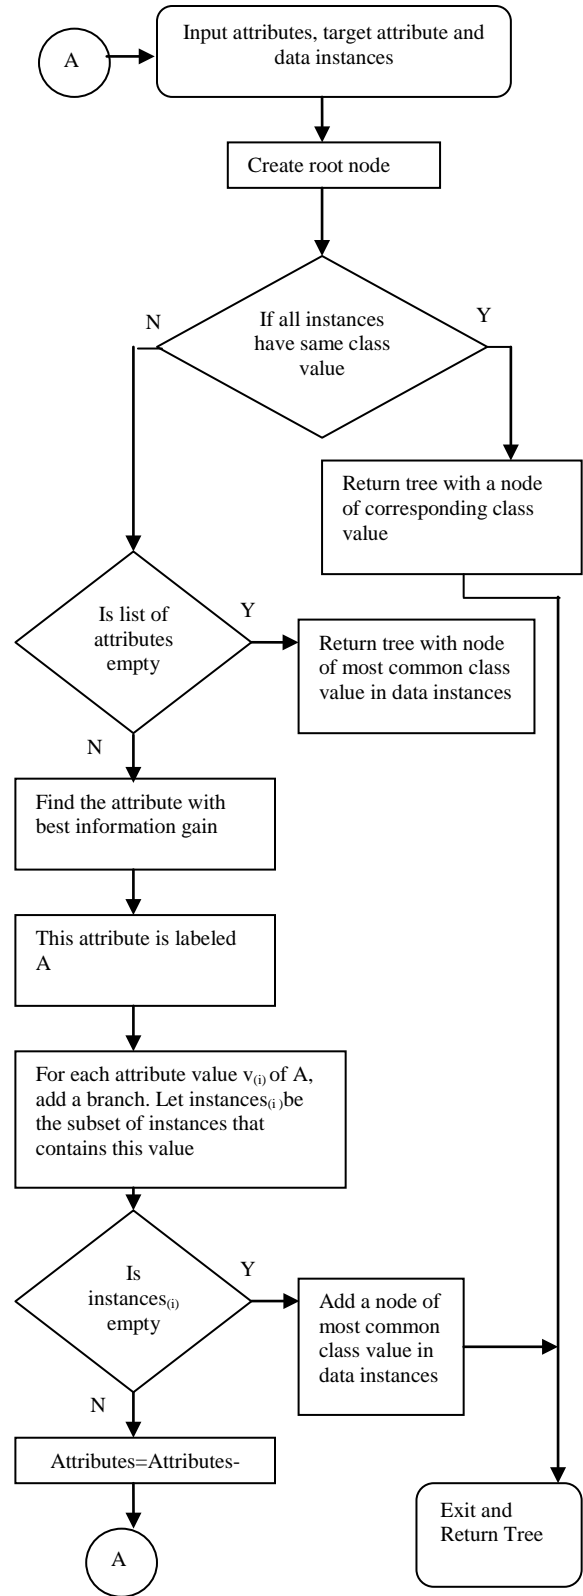 A
Input attributes, target attribute and
data instances
Create root node
N
If all instances
have same class
value
Y
Return tree with a node
of corresponding class
value
Is list of
attributes
empty
Y
Return tree with node
of most common class
value in data instances
N
Find the attribute with
best information gain
This attribute is labeled
A
For each attribute value v(i) of A,
add a branch. Let instances(i )be
the subset of instances that
contains this value
Is
instances(i)
empty
Y
Add a node of
most common
class value in
data instances
N
Attributes=Attributes-
Exit and
Return Tree
A